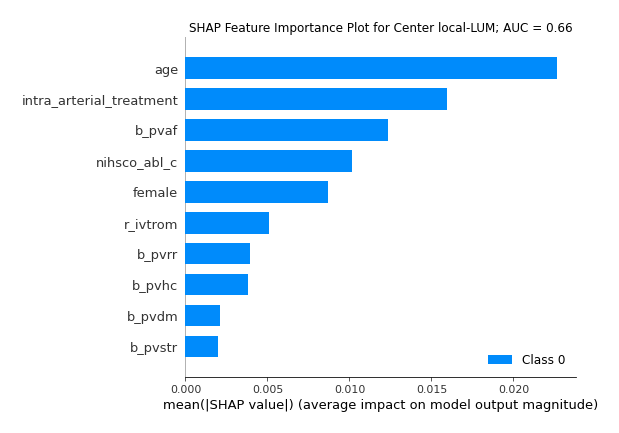 SHAP Feature Importance Plot for Center local-LUM; AUC = 0.66
age
intra_arterial_treatment
b_pvaf
nihsco_abl_c
female
r_ivtrom
b_pvrr
b_pvhc
b_pvdm
b_pvstr
Class 0
0.000 0.005 0.010 0.015 0.020
mean(|SHAP value|) (average impact on model output magnitude)